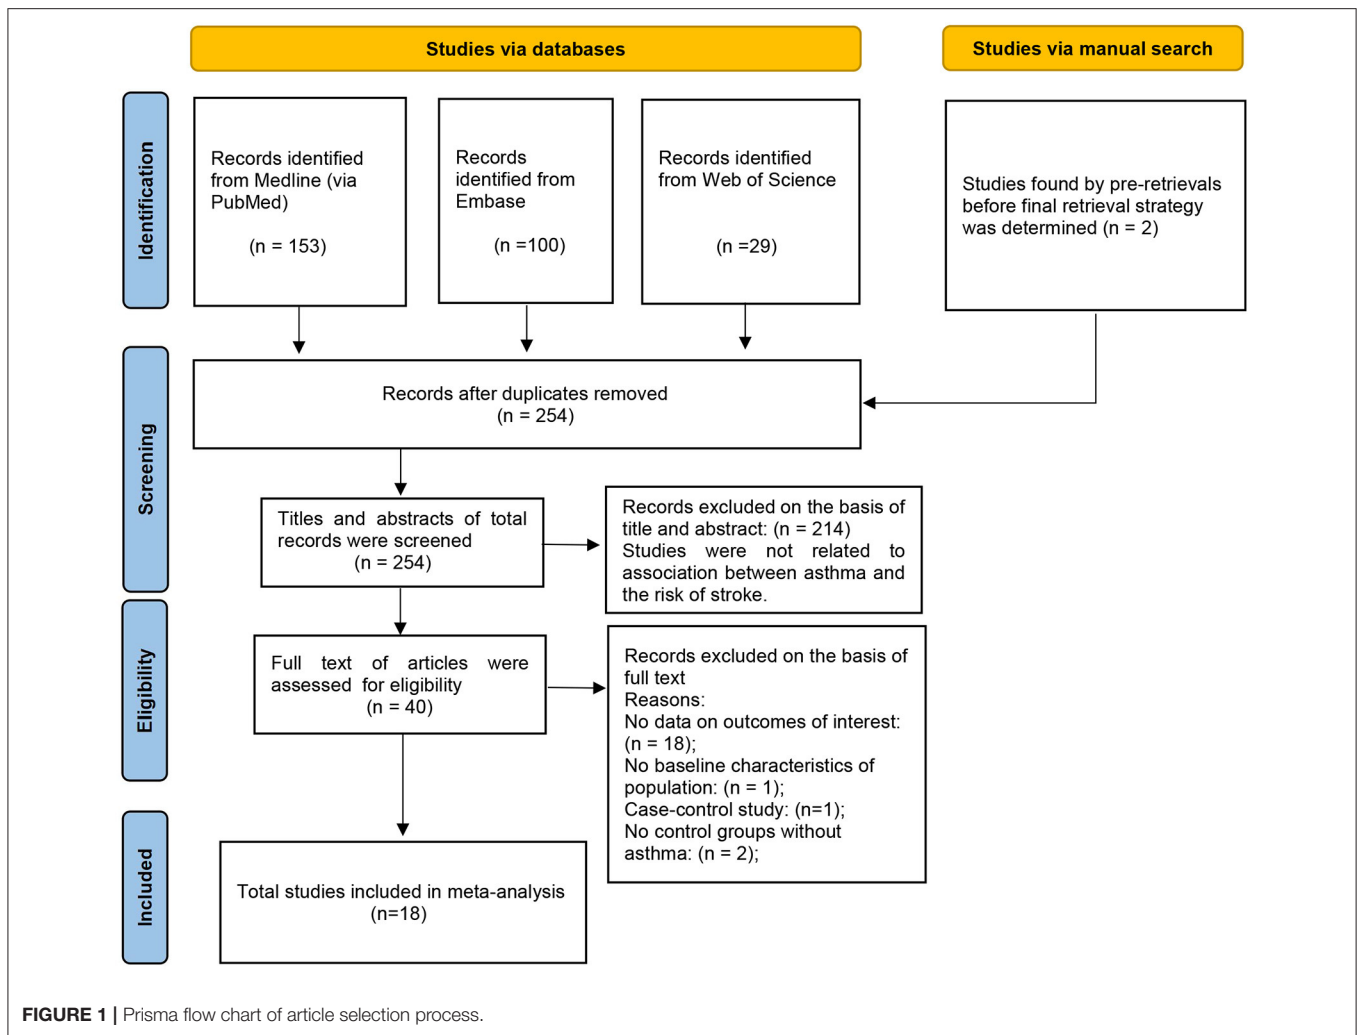 Studies via databases
Studies via manual search
Identification
Records identified
from Medline (via
PubMed)
(n = 153)
Records
identified from
Embase
(n =100)
Records identified
from Web of Science
(n =29)
Studies found by pre-retrievals
before final retrieval strategy
was determined (n = 2)
Screening
Records after duplicates removed
(n = 254)
Titles and abstracts of total
records were screened
(n = 254)
Records excluded on the basis of
title and abstract: (n = 214)
Studies were not related to
association between asthma and
the risk of stroke.
Eligibility
Full text of articles were
assessed for eligibility
(n = 40)
Records excluded on the basis of
full text
Reasons:
No data on outcomes of interest:
(n = 18);
No baseline characteristics of
population: (n = 1);
Case-control study: (n=1);
No control groups without
asthma: (n = 2);
Included
Total studies included in meta-analysis
(n=18)
FIGURE 1 | Prisma flow chart of article selection process.